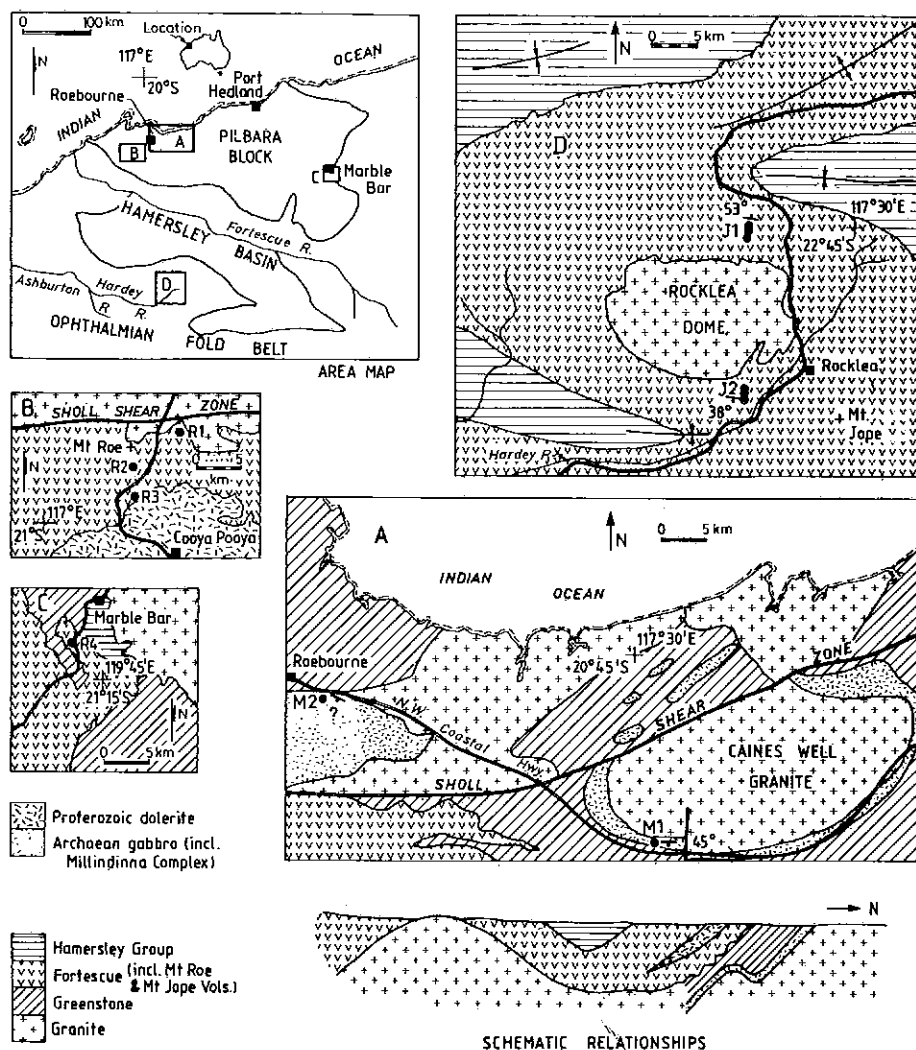 0 100 km
Location
N
117°E
20°S
Port
Hedland
OCEAN
Roebourne
INDIAN
A
B
PILBARA
BLOCK
C
Marble
Bar
HAMERSLEY
BASIN
Fortescue R.
D
Ashburton
R.
Hardey
R.
OPHTHALMIAN
FOLD BELT
AREA MAP
N
0 5 km
D
117°30'E
53°
J1
22°45'S
ROCKLEA
DOME
J2
38°
Rocklea
Mt.
Jope
Hardey R.
B
SHOLL SHEAR ZONE
R1
Mt Roe
R2
0 5
km
N
R3
117°E
21°S
Cooya Pooya
C
Marble Bar
R4
119°45'E
21°15'S
N
0 5km
A
N
0 5 km
INDIAN
OCEAN
117°30'E
20°45'S
Roebourne
M2
?
N.W.
Coastal
Hwy.
SHOLL
SHEAR
ZONE
CAINES WELL
GRANITE
M1
45°
Proterozoic dolerite
Archaean gabbro (incl.
Millindinna Complex)
Hamersley Group
Fortescue (incl. Mt Roe
& Mt Jope Vols.)
Greenstone
Granite
N
SCHEMATIC RELATIONSHIPS